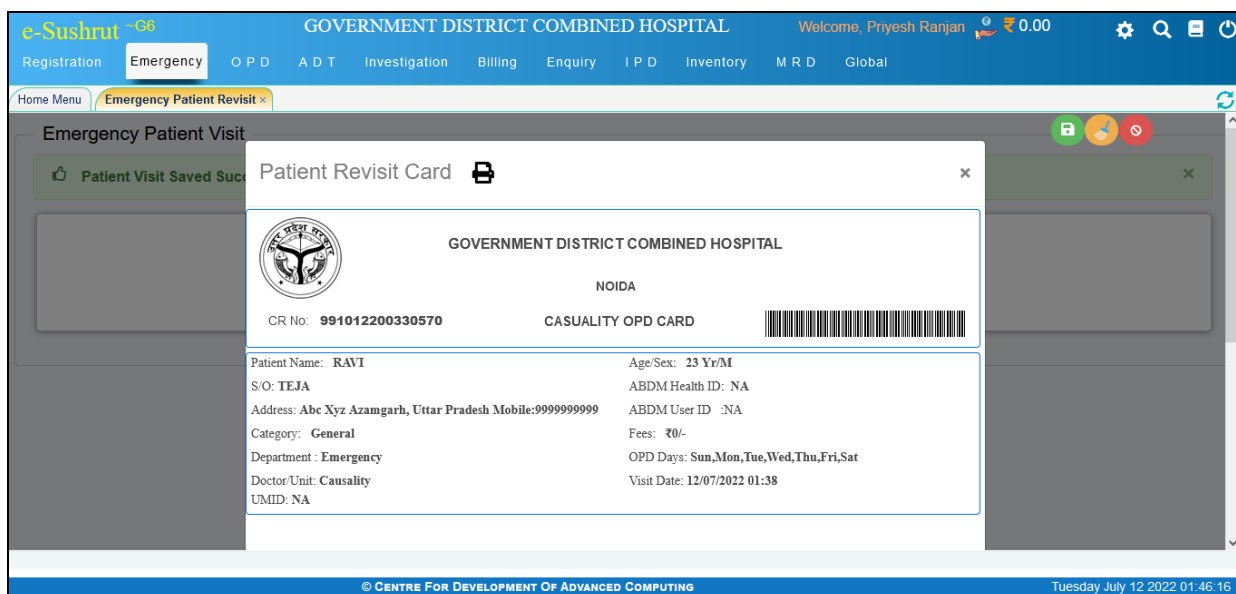 e-Sushrut ~G6 GOVERNMENT DISTRICT COMBINED HOSPITAL Welcome, Priyesh Ranjan ₹ 0.00
Registration Emergency O P D A D T Investigation Billing Enquiry I P D Inventory M R D Global
Home Menu Emergency Patient Revisit ×
Emergency Patient Visit
Patient Revisit Card ×
Patient Visit Saved Succ ×
उत्तर प्रदेश सरकार
GOVERNMENT DISTRICT COMBINED HOSPITAL
NOIDA
CR No: 991012200330570 CASUALITY OPD CARD
Patient Name: RAVI Age/Sex: 23 Yr/M
S/O: TEJA ABDM Health ID: NA
Address: Abc Xyz Azamgarh, Uttar Pradesh Mobile:9999999999 ABDM User ID :NA
Category: General Fees: ₹0/-
Department : Emergency OPD Days: Sun,Mon,Tue,Wed,Thu,Fri,Sat
Doctor/Unit: Causality Visit Date: 12/07/2022 01:38
UMID: NA
© CENTRE FOR DEVELOPMENT OF ADVANCED COMPUTING Tuesday July 12 2022 01:46:16